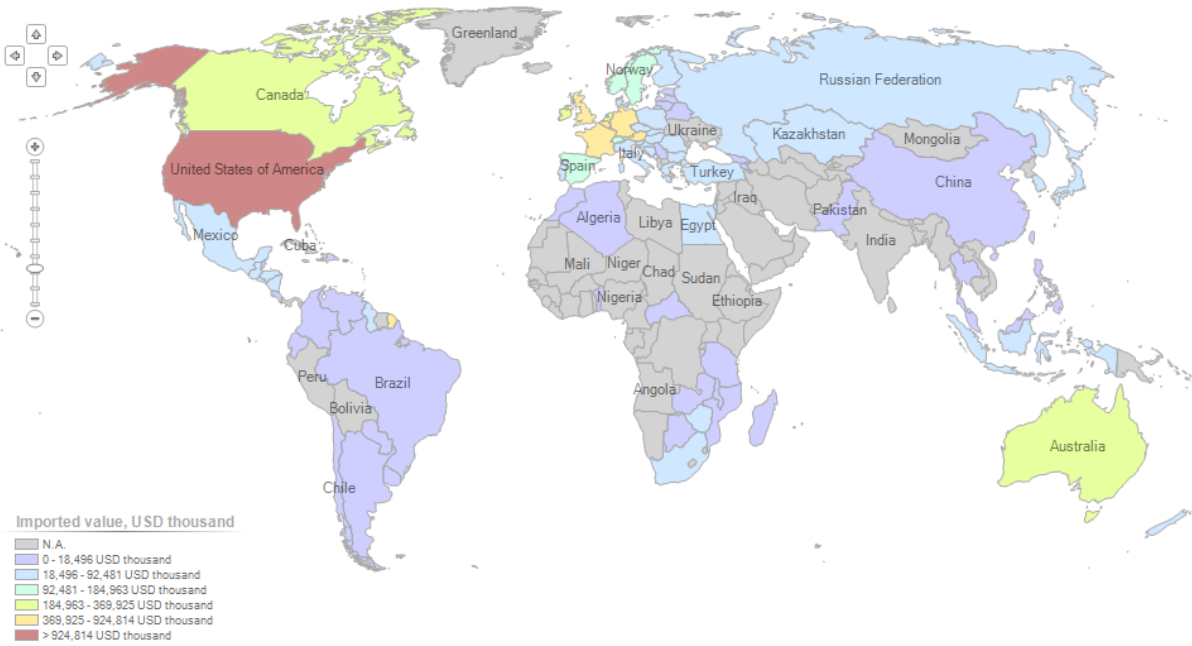 Greenland
Norway
Russian Federation
Canada
Ukraine
Kazakhstan
Mongolia
Italy
Spain
United States of America
Turkey
China
Iraq
Pakistan
Algeria
Libya
Egypt
Mexico
Cuba
India
Mali
Niger
Chad
Sudan
Nigeria
Ethiopia
Peru
Brazil
Angola
Bolivia
Australia
Chile
Imported value, USD thousand
N.A.
0 - 18,496 USD thousand
18,496 - 92,481 USD thousand
92,481 - 184,963 USD thousand
184,963 - 369,925 USD thousand
369,925 - 924,814 USD thousand
> 924,814 USD thousand